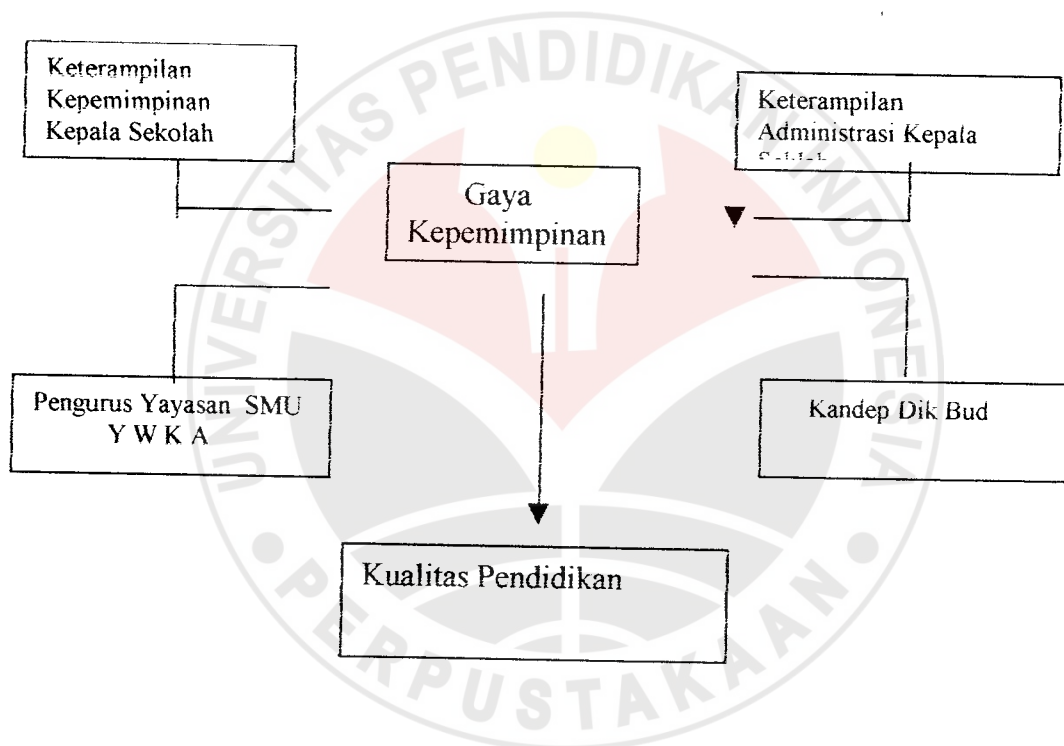 Keterampilan
Kepemimpinan
Kepala Sekolah
Keterampilan
Administrasi Kepala
Gaya
Kepemimpinan
Pengurus Yayasan SMU
Y W K A
Kandep Dik Bud
Kualitas Pendidikan
UNIVERSITAS PENDIDIKAN INDONESIA
PERPUSTAKAAN